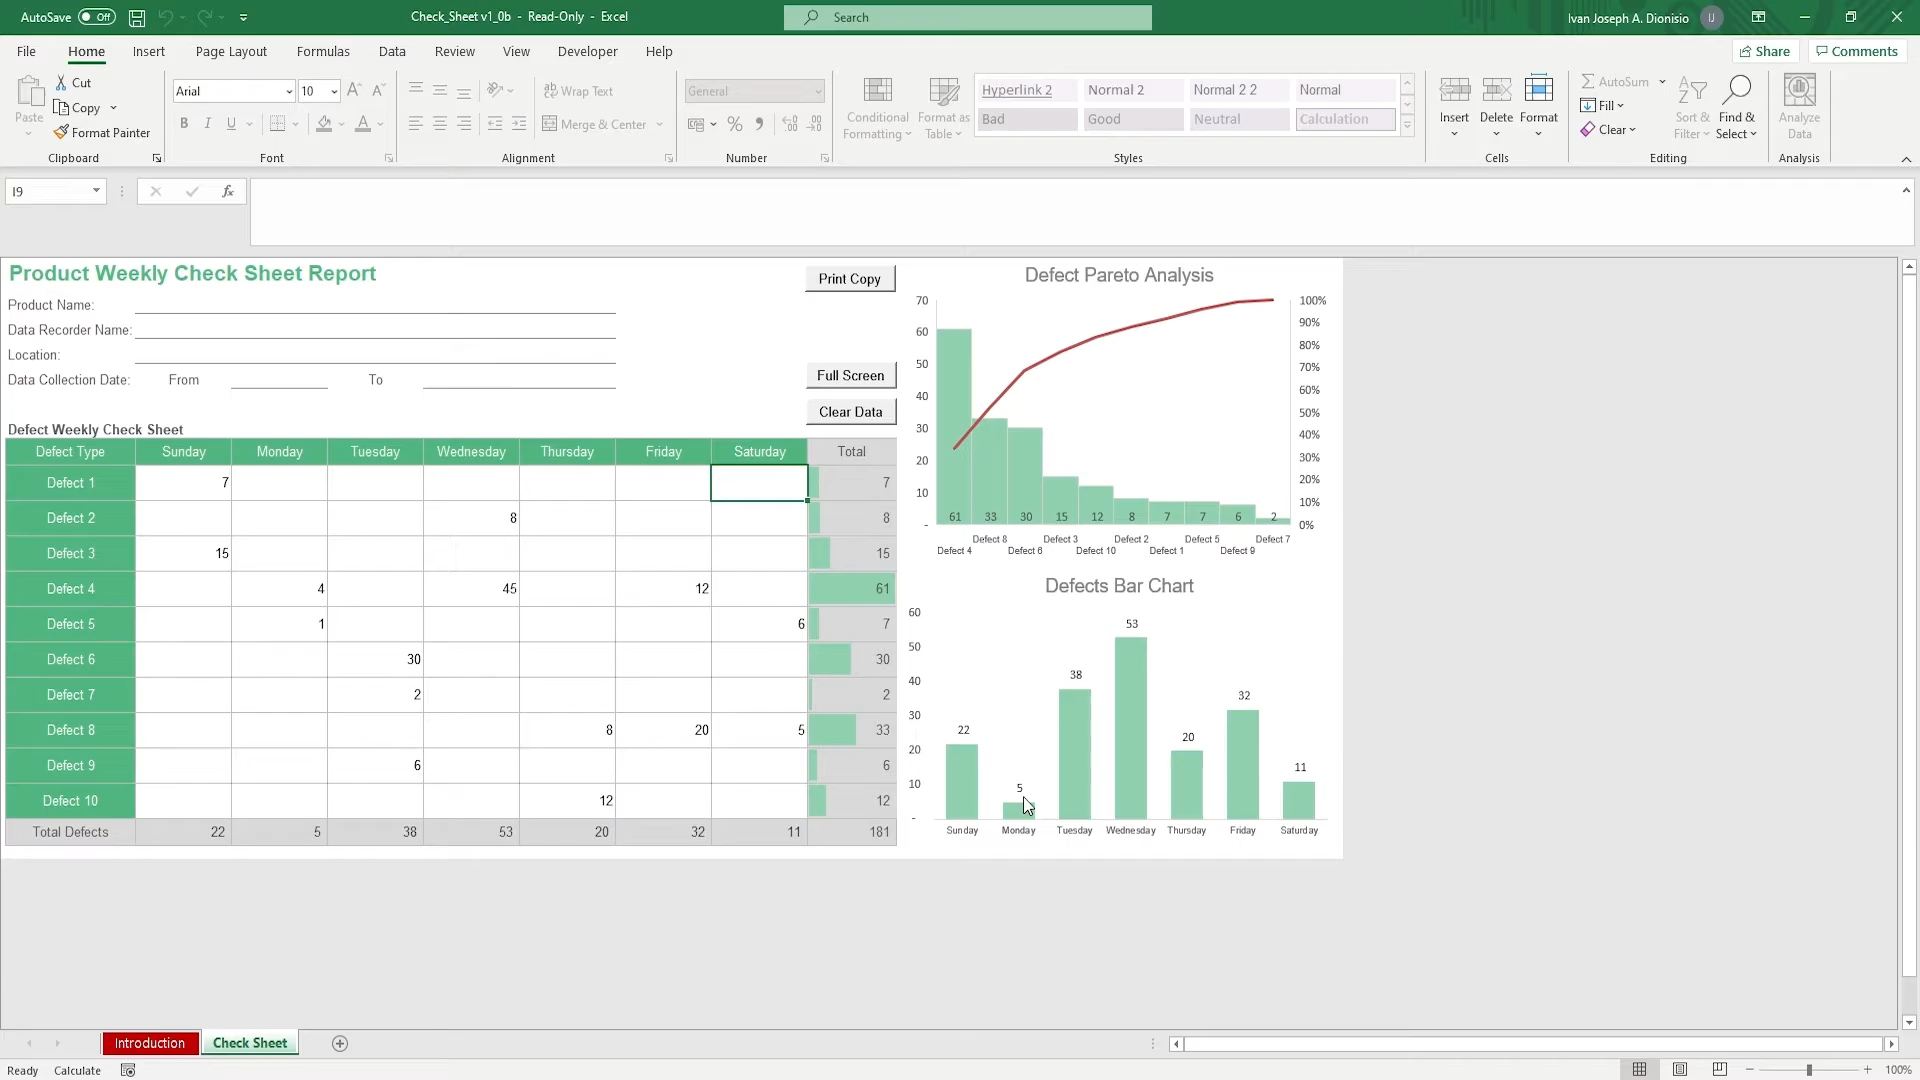 AutoSave Off Check_Sheet v1_0b - Read-Only - Excel Search Ivan Joseph A. Dionisio IJ
File Home Insert Page Layout Formulas Data Review View Developer Help Share Comments
Paste Cut Copy Format Painter Clipboard
Arial 10 A A B I U A Font
ab Wrap Text Merge & Center Alignment
General % Number
Conditional Formatting Format as Table
Hyperlink 2 Normal 2 Normal 2 2 Normal
Bad Good Neutral Calculation
Styles
Insert Delete Format Cells
AutoSum Fill Clear Sort & Filter Find & Select Editing
Analyze Data Analysis
I9 fx
Product Weekly Check Sheet Report
Print Copy
Product Name:
Data Recorder Name:
Location:
Data Collection Date: From To
Full Screen
Clear Data
Defect Weekly Check Sheet
Defect Type Sunday Monday Tuesday Wednesday Thursday Friday Saturday Total
Defect 1 7 7
Defect 2 8 8
Defect 3 15 15
Defect 4 4 45 12 61
Defect 5 1 6 7
Defect 6 30 30
Defect 7 2 2
Defect 8 8 20 5 33
Defect 9 6 6
Defect 10 12 12
Total Defects 22 5 38 53 20 32 11 181
Defect Pareto Analysis
70 100%
90%
60
80%
50
70%
40 60%
50%
30
40%
20 30%
20%
10
10%
- 0%
61 33 30 15 12 8 7 7 6 2
Defect 8 Defect 3 Defect 2 Defect 5 Defect 7
Defect 4 Defect 6 Defect 10 Defect 1 Defect 9
Defects Bar Chart
60
50
40
30
20
10
-
22 5 38 53 20 32 11
Sunday Monday Tuesday Wednesday Thursday Friday Saturday
Introduction Check Sheet
Ready Calculate 100%